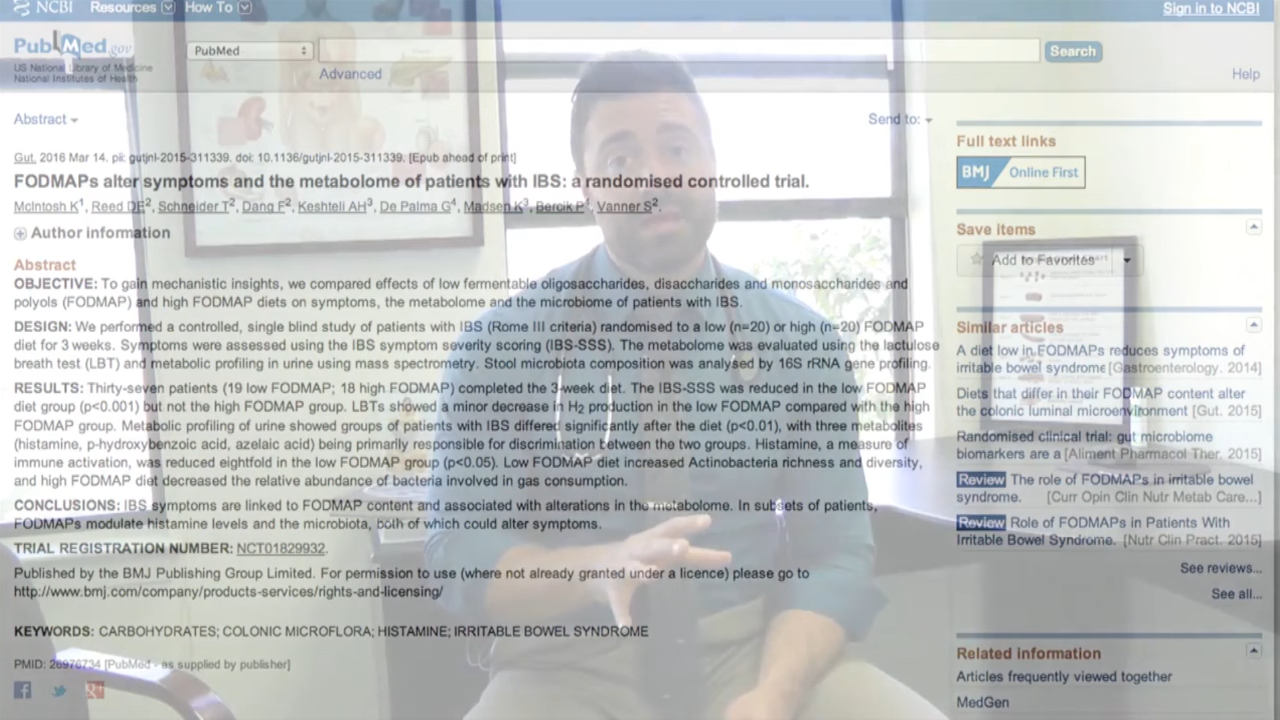 NCBI Resources How To Sign in to NCBI
PubMed.gov
US National Library of Medicine
National Institutes of Health
PubMed
Search
Advanced
Help
Abstract
Send to:
Gut. 2016 Mar 14. pii: gutjnl-2015-311339. doi: 10.1136/gutjnl-2015-311339. [Epub ahead of print]
FODMAPs alter symptoms and the metabolome of patients with IBS: a randomised controlled trial.
McIntosh K1, Reed DE2, Schneider T2, Dang F2, Keshteli AH3, De Palma G4, Madsen K3, Bercik P4, Vanner S2.
Author information
Abstract
OBJECTIVE: To gain mechanistic insights, we compared effects of low fermentable oligosaccharides, disaccharides and monosaccharides and
polyols (FODMAP) and high FODMAP diets on symptoms, the metabolome and the microbiome of patients with IBS.
DESIGN: We performed a controlled, single blind study of patients with IBS (Rome III criteria) randomised to a low (n=20) or high (n=20) FODMAP
diet for 3 weeks. Symptoms were assessed using the IBS symptom severity scoring (IBS-SSS). The metabolome was evaluated using the lactulose
breath test (LBT) and metabolic profiling in urine using mass spectrometry. Stool microbiota composition was analysed by 16S rRNA gene profiling.
RESULTS: Thirty-seven patients (19 low FODMAP; 18 high FODMAP) completed the 3-week diet. The IBS-SSS was reduced in the low FODMAP
diet group (p<0.001) but not the high FODMAP group. LBTs showed a minor decrease in H2 production in the low FODMAP compared with the high
FODMAP group. Metabolic profiling of urine showed groups of patients with IBS differed significantly after the diet (p<0.01), with three metabolites
(histamine, p-hydroxybenzoic acid, azelaic acid) being primarily responsible for discrimination between the two groups. Histamine, a measure of
immune activation, was reduced eightfold in the low FODMAP group (p<0.05). Low FODMAP diet increased Actinobacteria richness and diversity,
and high FODMAP diet decreased the relative abundance of bacteria involved in gas consumption.
CONCLUSIONS: IBS symptoms are linked to FODMAP content and associated with alterations in the metabolome. In subsets of patients,
FODMAPs modulate histamine levels and the microbiota, both of which could alter symptoms.
TRIAL REGISTRATION NUMBER: NCT01829932.
Published by the BMJ Publishing Group Limited. For permission to use (where not already granted under a licence) please go to
http://www.bmj.com/company/products-services/rights-and-licensing/
KEYWORDS: CARBOHYDRATES; COLONIC MICROFLORA; HISTAMINE; IRRITABLE BOWEL SYNDROME
PMID: 26976734 [PubMed - as supplied by publisher]
Full text links
BMJ Online First
Save items
Add to Favorites
Similar articles
A diet low in FODMAPs reduces symptoms of
irritable bowel syndrome [Gastroenterology. 2014]
Diets that differ in their FODMAP content alter
the colonic luminal microenvironment [Gut. 2015]
Randomised clinical trial: gut microbiome
biomarkers are a [Aliment Pharmacol Ther. 2015]
Review The role of FODMAPs in irritable bowel
syndrome. [Curr Opin Clin Nutr Metab Care...]
Review Role of FODMAPs in Patients With
Irritable Bowel Syndrome. [Nutr Clin Pract. 2015]
See reviews...
See all...
Related information
Articles frequently viewed together
MedGen